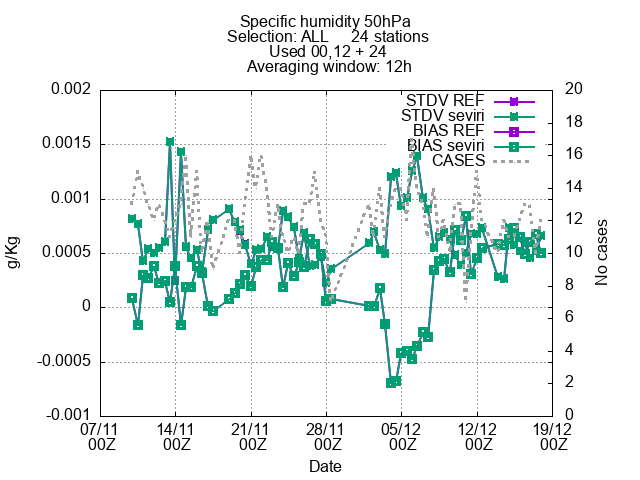 Specific humidity 50hPa
Selection: ALL 24 stations
Used 00,12 + 24
Averaging window: 12h
0.002
0.0015
0.001
0.0005
0
-0.0005
-0.001
g/Kg
20
18
16
14
12
10
8
6
4
2
0
No cases
STDV REF
STDV seviri
BIAS REF
BIAS seviri
CASES
07/11 14/11 21/11 28/11 05/12 12/12 19/12
00Z 00Z 00Z 00Z 00Z 00Z 00Z
Date